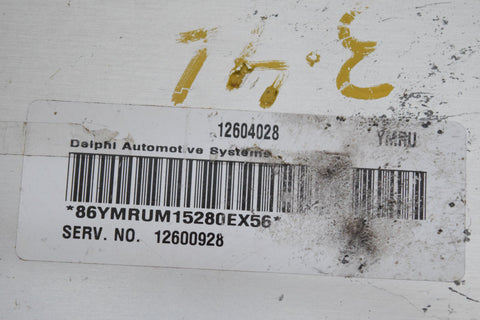 12604028 YMRU
Delphi Automotive Systems
*86YMRUM15280EX56*
SERV. NO. 12600928